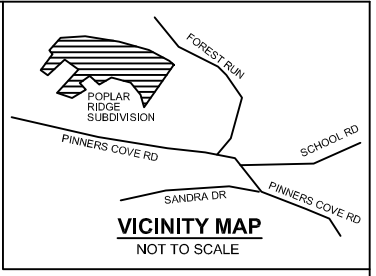 FOREST RUN
POPLAR
RIDGE
SUBDIVISION
PINNERS COVE RD
SCHOOL RD
PINNERS COVE RD
SANDRA DR
VICINITY MAP
NOT TO SCALE